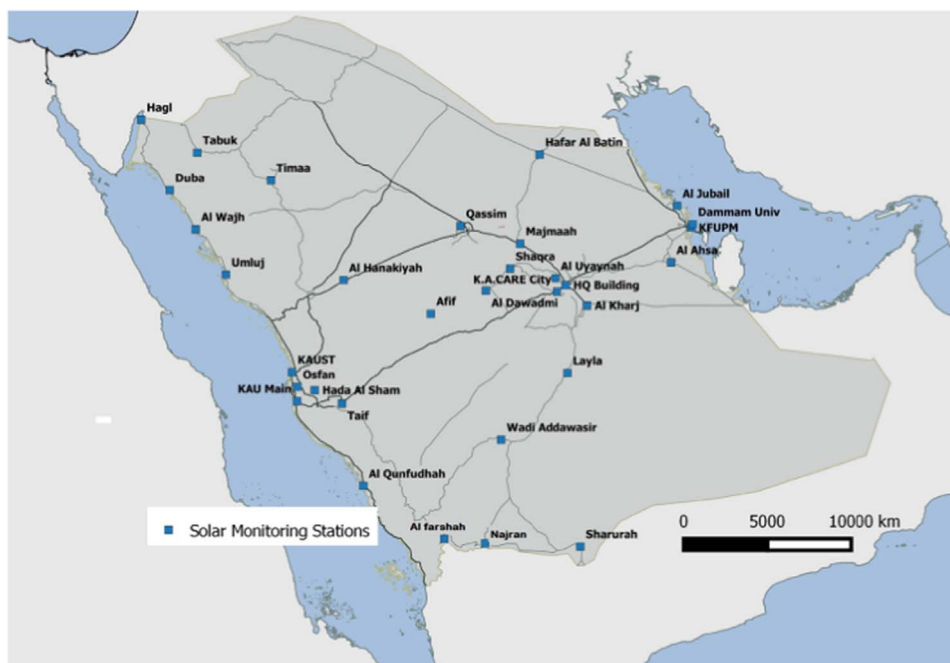 Hagl
Tabuk
Timaa
Hafar Al Batin
Duba
Al Jubail
Al Wajh
Qassim
Dammam Univ
KFUPM
Majmaah
Al Ahsa
Umluj
Al Hanakiyah
Shaqra
Al Uyaynah
K.A.CARE City
HQ Building
Afif
Al Dawadmi
Al Kharj
KAUST
Layla
Osfan
KAU Main
Hada Al Sham
Taif
Wadi Addawasir
Al Qunfudhah
Solar Monitoring Stations
Al farshah
Najran
Sharurah
0 5000 10000 km